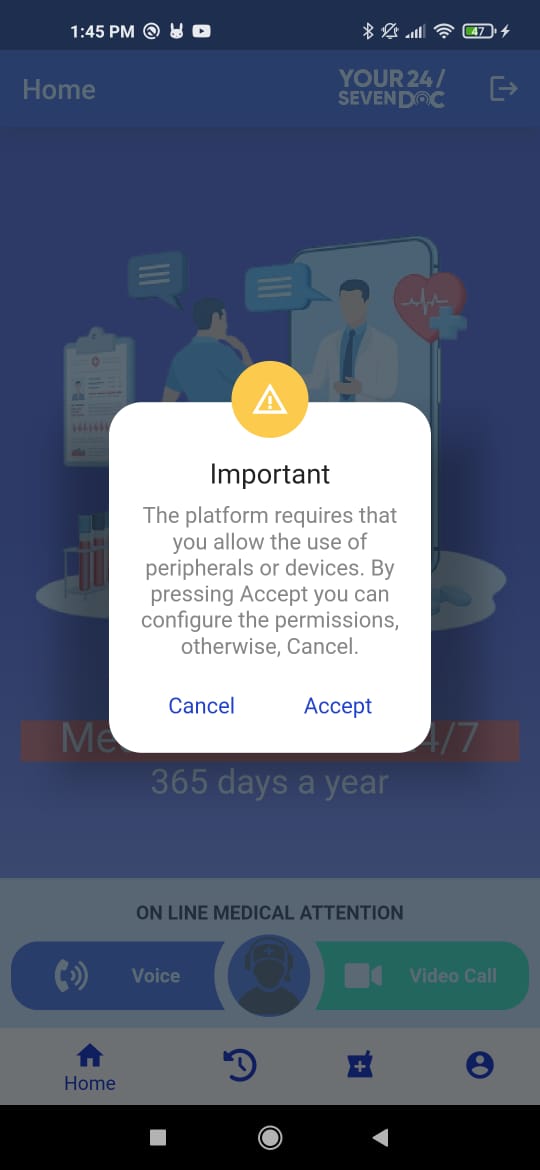 1:45 PM
47
Home
YOUR 24 /
SEVEN DOC
Important
The platform requires that
you allow the use of
peripherals or devices. By
pressing Accept you can
configure the permissions,
otherwise, Cancel.
Cancel Accept
4/7
365 days a year
ON LINE MEDICAL ATTENTION
Voice
Video Call
Home